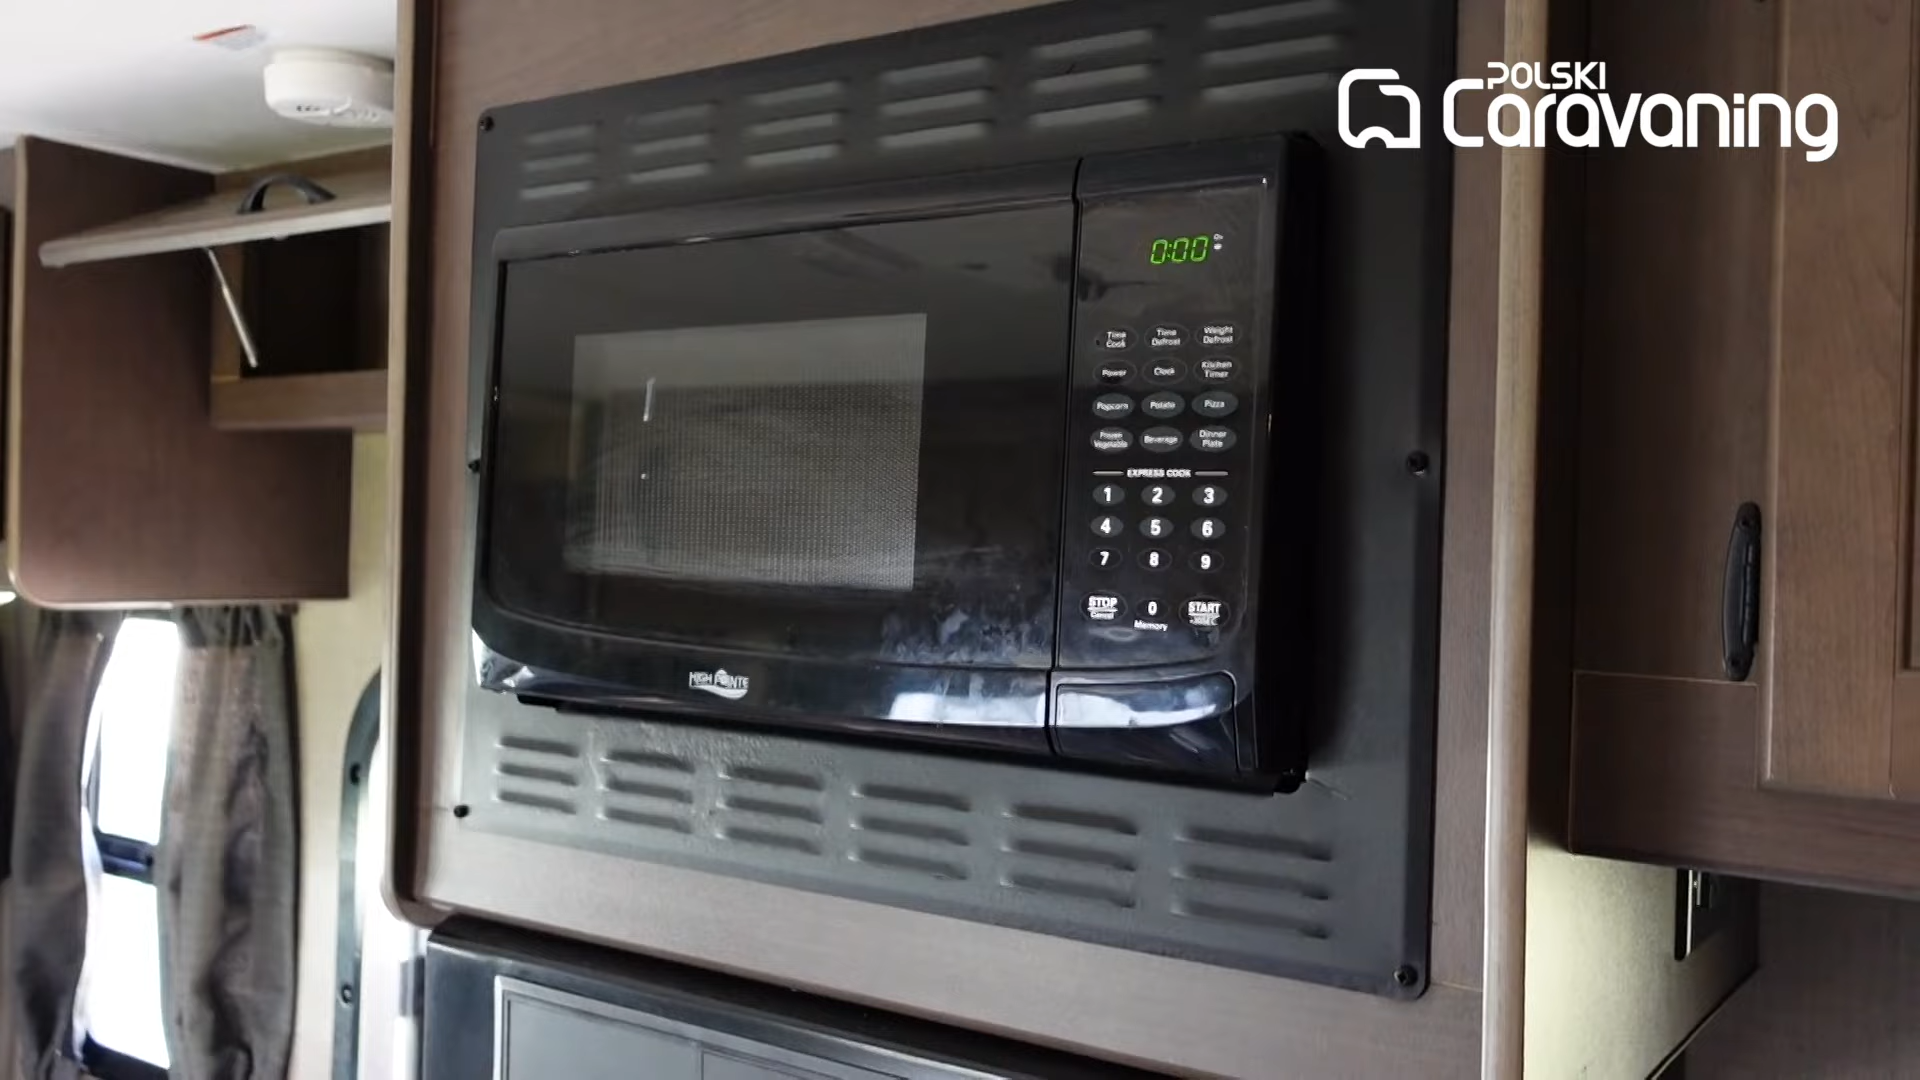 POLSKI
Caravaning
0:00
Time Cook
Time Defrost
Weight Defrost
Power
Clock
Kitchen Timer
Popcorn
Potato
Pizza
Frozen Vegetable
Beverage
Dinner Plate
EXPRESS COOK
1 2 3
4 5 6
7 8 9
STOP
Cancel
0
Memory
START
+30SEC
HIGH POINTE